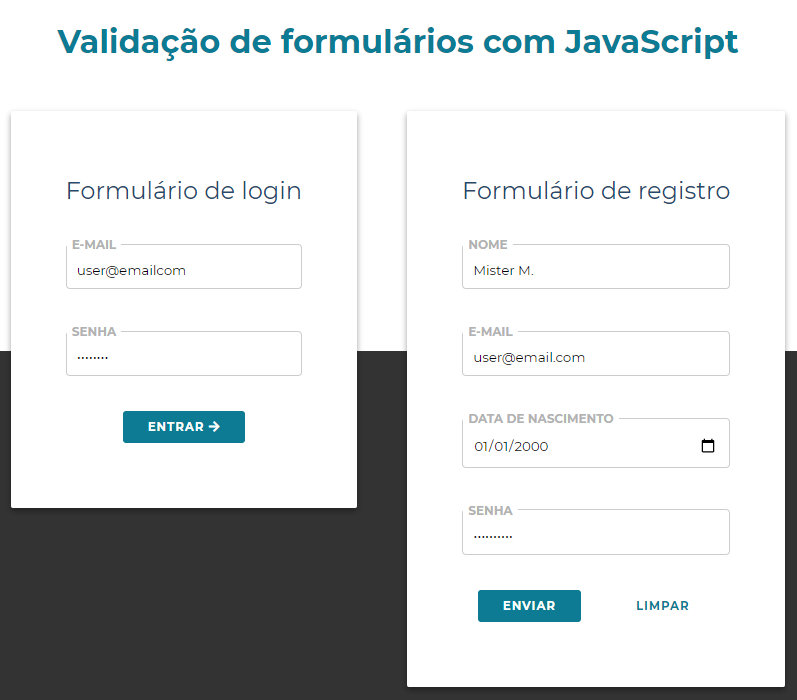 Validação de formulários com JavaScript
Formulário de login
E-MAIL
user@emailcom
SENHA
········
ENTRAR →
Formulário de registro
NOME
Mister M.
E-MAIL
user@email.com
DATA DE NASCIMENTO
01/01/2000
SENHA
··········
ENVIAR
LIMPAR